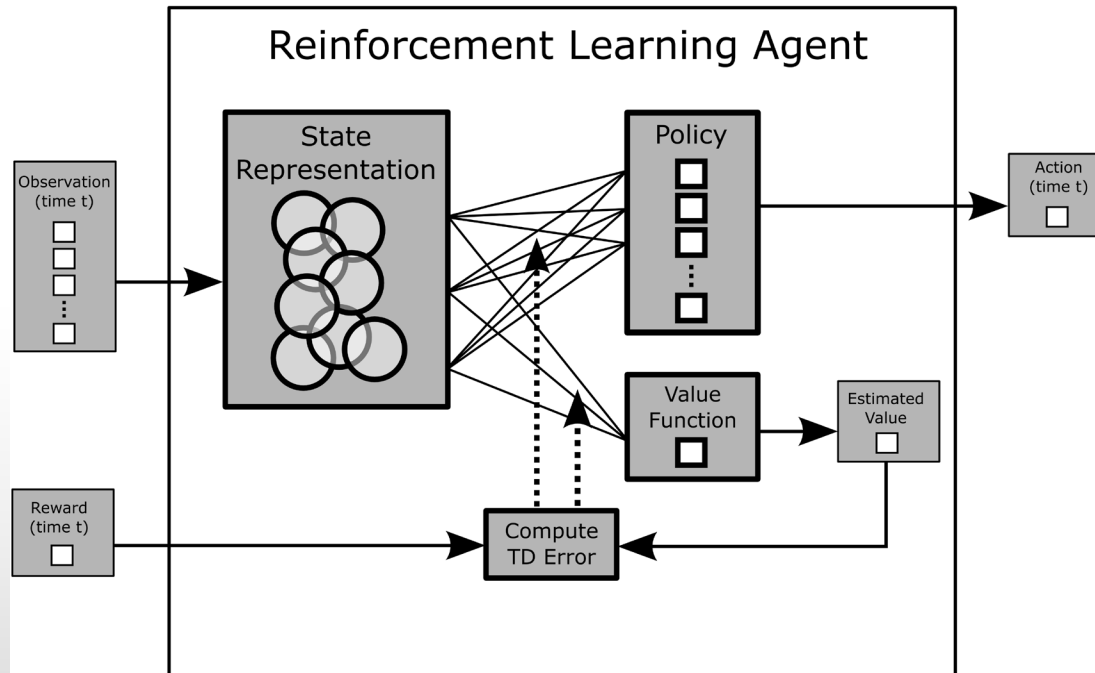 Reinforcement Learning Agent
Observation
(time t)
State
Representation
Policy
Action
(time t)
Value
Function
Estimated
Value
Reward
(time t)
Compute
TD Error